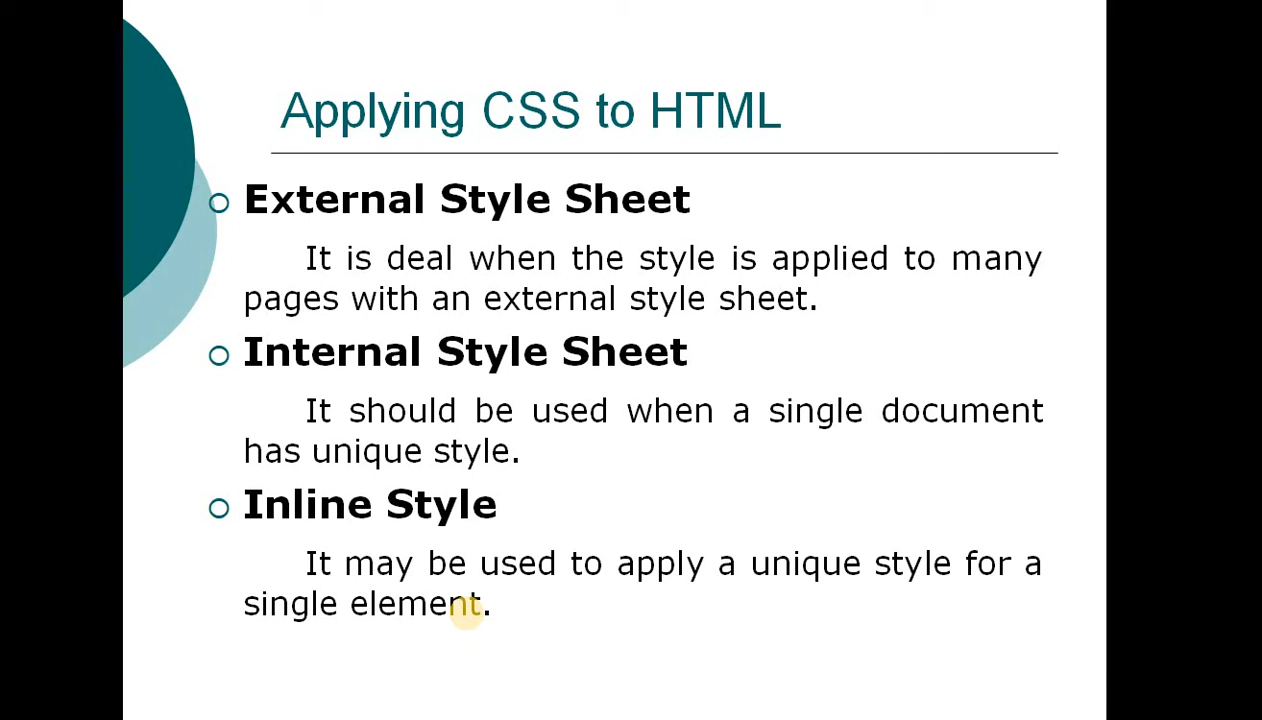 Applying CSS to HTML
External Style Sheet
It is deal when the style is applied to many
pages with an external style sheet.
Internal Style Sheet
It should be used when a single document
has unique style.
Inline Style
It may be used to apply a unique style for a
single element.